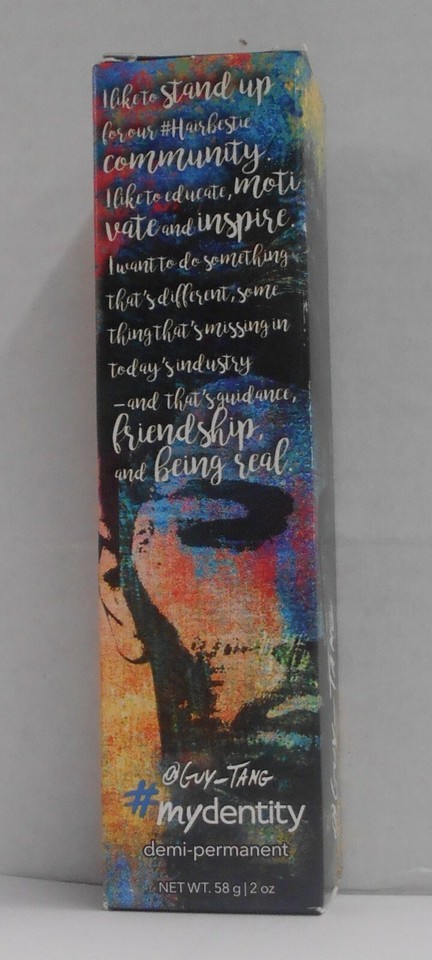 I like to stand up
for our #Hairbestie
community.
I like to educate, moti
vate and inspire.
I want to do something
that's different, some
thing that's missing in
today's industry
–and that's guidance,
friendship,
and being real.
@GUY_TANG
#mydentity
demi-permanent
NET WT. 58 g | 2 oz
@GUY_TANG